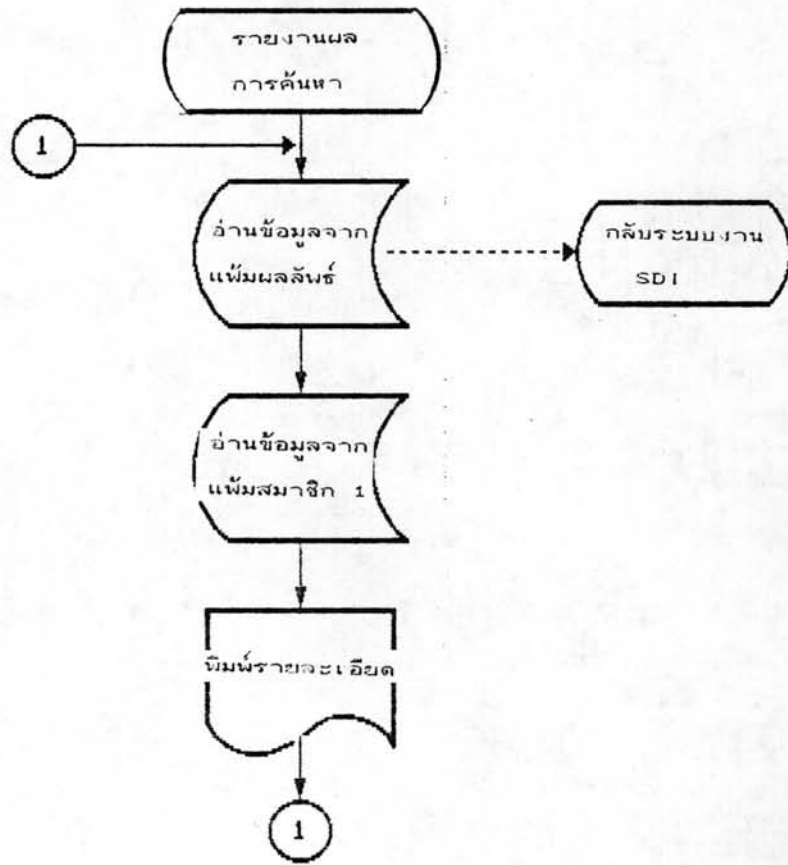 รายงานผล
การค้นหา
1
อ่านข้อมูลจาก
แฟ้มผลลัพธ์
กลับระบบงาน
SDI
อ่านข้อมูลจาก
แฟ้มสมาชิก 1
พิมพ์รายละเอียด
1